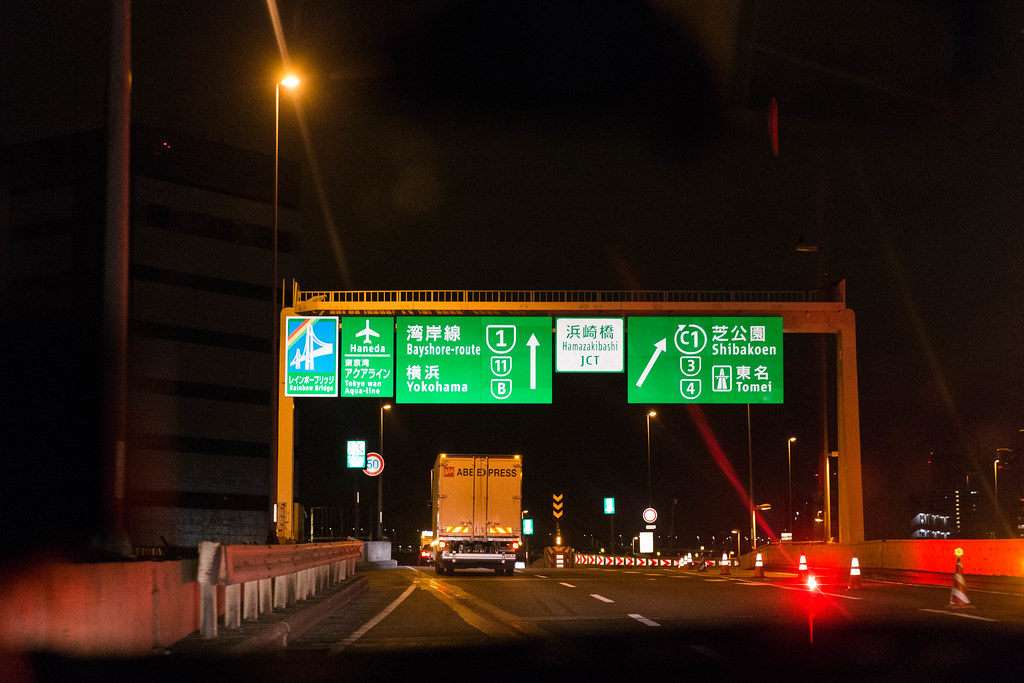 レインボーブリッジ
Rainbow Bridge
Haneda
東京湾
アクアライン
Tokyo wan
Aqua-line
湾岸線
Bayshore-route
横浜
Yokohama
1
11
B
浜崎橋
Hamazakibashi
JCT
C1
3
4
芝公園
Shibakoen
東名
Tomei
50
ABE EXPRESS